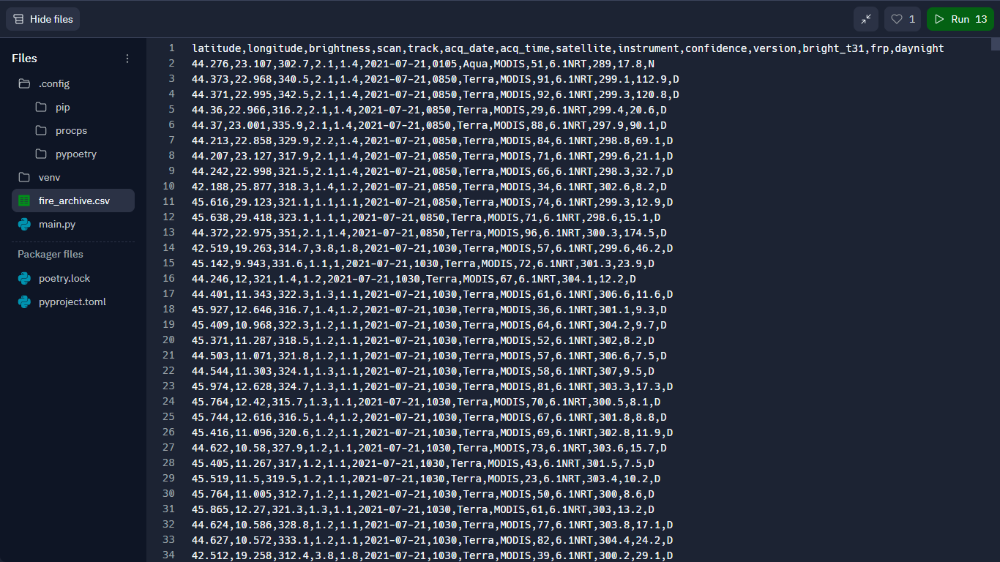 Hide files
1
Run 13
Files
.config
pip
procps
pypoetry
venv
fire_archive.csv
main.py
Packager files
poetry.lock
pyproject.toml
1 latitude,longitude,brightness,scan,track,acq_date,acq_time,satellite,instrument,confidence,version,bright_t31,frp,daynight
2 44.276,23.107,302.7,2.1,1.4,2021-07-21,0105,Aqua,MODIS,51,6.1NRT,289,17.8,N
3 44.373,22.968,340.5,2.1,1.4,2021-07-21,0850,Terra,MODIS,91,6.1NRT,299.1,112.9,D
4 44.371,22.995,342.5,2.1,1.4,2021-07-21,0850,Terra,MODIS,92,6.1NRT,299.3,120.8,D
5 44.36,22.966,316.2,2.1,1.4,2021-07-21,0850,Terra,MODIS,29,6.1NRT,299.4,20.6,D
6 44.37,23.001,335.9,2.1,1.4,2021-07-21,0850,Terra,MODIS,88,6.1NRT,297.9,90.1,D
7 44.213,22.858,329.9,2.2,1.4,2021-07-21,0850,Terra,MODIS,84,6.1NRT,298.8,69.1,D
8 44.207,23.127,317.9,2.1,1.4,2021-07-21,0850,Terra,MODIS,71,6.1NRT,299.6,21.1,D
9 44.242,22.998,321.5,2.1,1.4,2021-07-21,0850,Terra,MODIS,66,6.1NRT,298.3,32.7,D
10 42.188,25.877,318.3,1.4,1.2,2021-07-21,0850,Terra,MODIS,34,6.1NRT,302.6,8.2,D
11 45.616,29.123,321.1,1.1,1.1,2021-07-21,0850,Terra,MODIS,74,6.1NRT,299.3,12.9,D
12 45.638,29.418,323.1,1.1,1,2021-07-21,0850,Terra,MODIS,71,6.1NRT,298.6,15.1,D
13 44.372,22.975,351,2.1,1.4,2021-07-21,0850,Terra,MODIS,96,6.1NRT,300.3,174.5,D
14 42.519,19.263,314.7,3.8,1.8,2021-07-21,1030,Terra,MODIS,57,6.1NRT,299.6,46.2,D
15 45.142,9.943,331.6,1.1,1,2021-07-21,1030,Terra,MODIS,72,6.1NRT,301.3,23.9,D
16 44.246,12,321,1.4,1.2,2021-07-21,1030,Terra,MODIS,67,6.1NRT,304.1,12.2,D
17 44.401,11.343,322.3,1.3,1.1,2021-07-21,1030,Terra,MODIS,61,6.1NRT,306.6,11.6,D
18 45.927,12.646,316.7,1.4,1.2,2021-07-21,1030,Terra,MODIS,36,6.1NRT,301.1,9.3,D
19 45.409,10.968,322.3,1.2,1.1,2021-07-21,1030,Terra,MODIS,64,6.1NRT,304.2,9.7,D
20 45.371,11.287,318.5,1.2,1.1,2021-07-21,1030,Terra,MODIS,52,6.1NRT,302,8.2,D
21 44.503,11.071,321.8,1.2,1.1,2021-07-21,1030,Terra,MODIS,57,6.1NRT,306.6,7.5,D
22 44.544,11.303,324.1,1.3,1.1,2021-07-21,1030,Terra,MODIS,58,6.1NRT,307,9.5,D
23 45.974,12.628,324.7,1.3,1.1,2021-07-21,1030,Terra,MODIS,81,6.1NRT,303.3,17.3,D
24 45.764,12.42,315.7,1.3,1.1,2021-07-21,1030,Terra,MODIS,70,6.1NRT,300.5,8.1,D
25 45.744,12.616,316.5,1.4,1.2,2021-07-21,1030,Terra,MODIS,67,6.1NRT,301.8,8.8,D
26 45.416,11.096,320.6,1.2,1.1,2021-07-21,1030,Terra,MODIS,69,6.1NRT,302.8,11.9,D
27 44.622,10.58,327.9,1.2,1.1,2021-07-21,1030,Terra,MODIS,73,6.1NRT,303.6,15.7,D
28 45.405,11.267,317,1.2,1.1,2021-07-21,1030,Terra,MODIS,43,6.1NRT,301.5,7.5,D
29 45.519,11.5,319.5,1.2,1.1,2021-07-21,1030,Terra,MODIS,23,6.1NRT,303.4,10.2,D
30 45.764,11.005,312.7,1.2,1.1,2021-07-21,1030,Terra,MODIS,50,6.1NRT,300,8.6,D
31 45.865,12.27,321.3,1.3,1.1,2021-07-21,1030,Terra,MODIS,61,6.1NRT,303,13.2,D
32 44.624,10.586,328.8,1.2,1.1,2021-07-21,1030,Terra,MODIS,77,6.1NRT,303.8,17.1,D
33 44.627,10.572,333.1,1.2,1.1,2021-07-21,1030,Terra,MODIS,82,6.1NRT,304.4,24.2,D
34 42.512,19.258,312.4,3.8,1.8,2021-07-21,1030,Terra,MODIS,39,6.1NRT,300.2,29.1,D